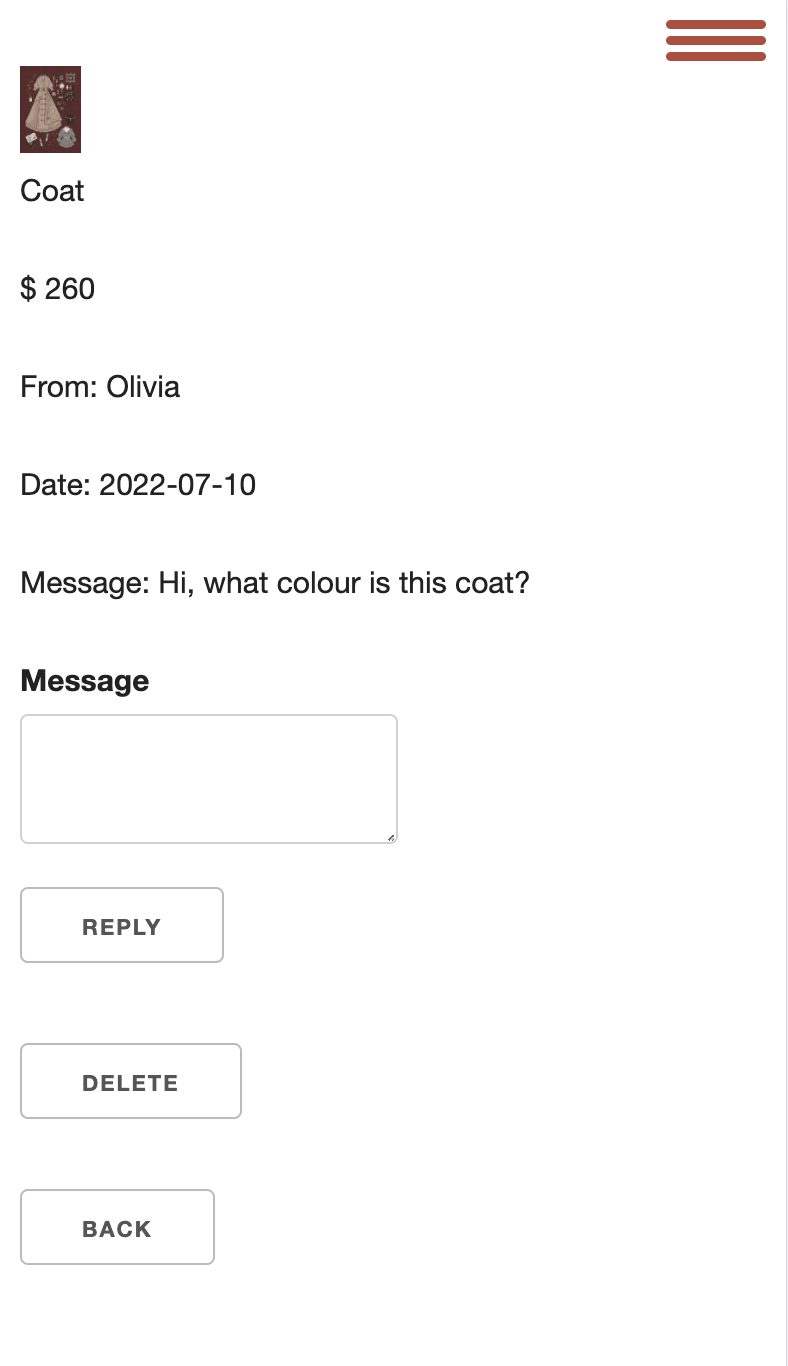 Coat
$ 260
From: Olivia
Date: 2022-07-10
Message: Hi, what colour is this coat?
Message
REPLY
DELETE
BACK